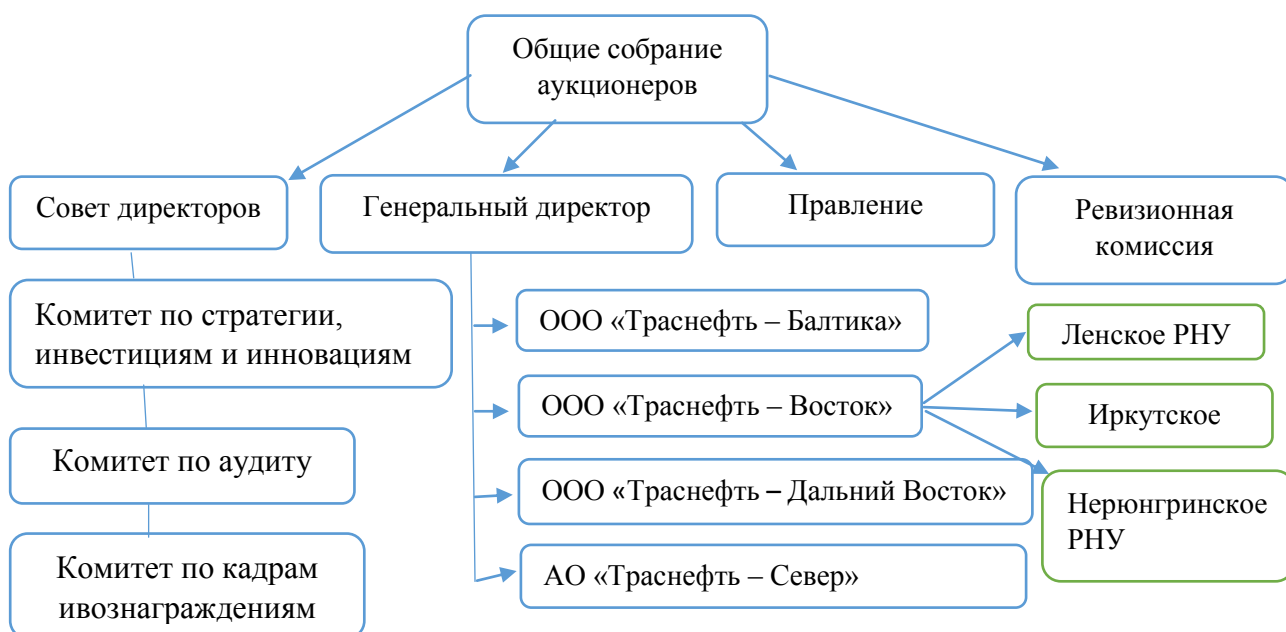 Общие собрание
аукционеров
Совет директоров
Генеральный директор
Правление
Ревизионная
комиссия
Комитет по стратегии,
инвестициям и инновациям
Комитет по аудиту
Комитет по кадрам
ивознаграждениям
ООО «Траснефть – Балтика»
ООО «Траснефть – Восток»
ООО «Траснефть – Дальний Восток»
АО «Траснефть – Север»
Ленское РНУ
Иркутское
Нерюнгринское
РНУ